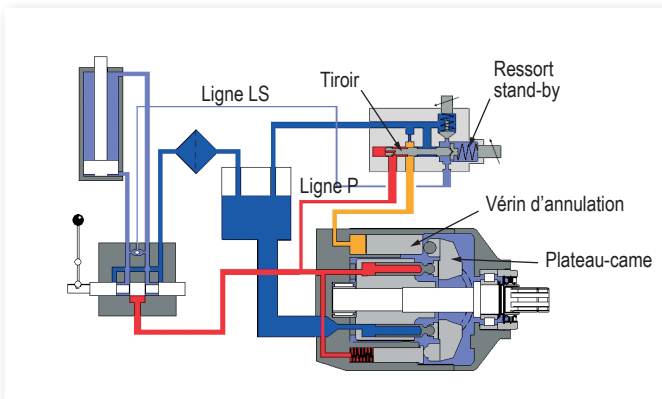 Tiroir
Ressort
stand-by
Ligne LS
Ligne P
Vérin d’annulation
Plateau-came